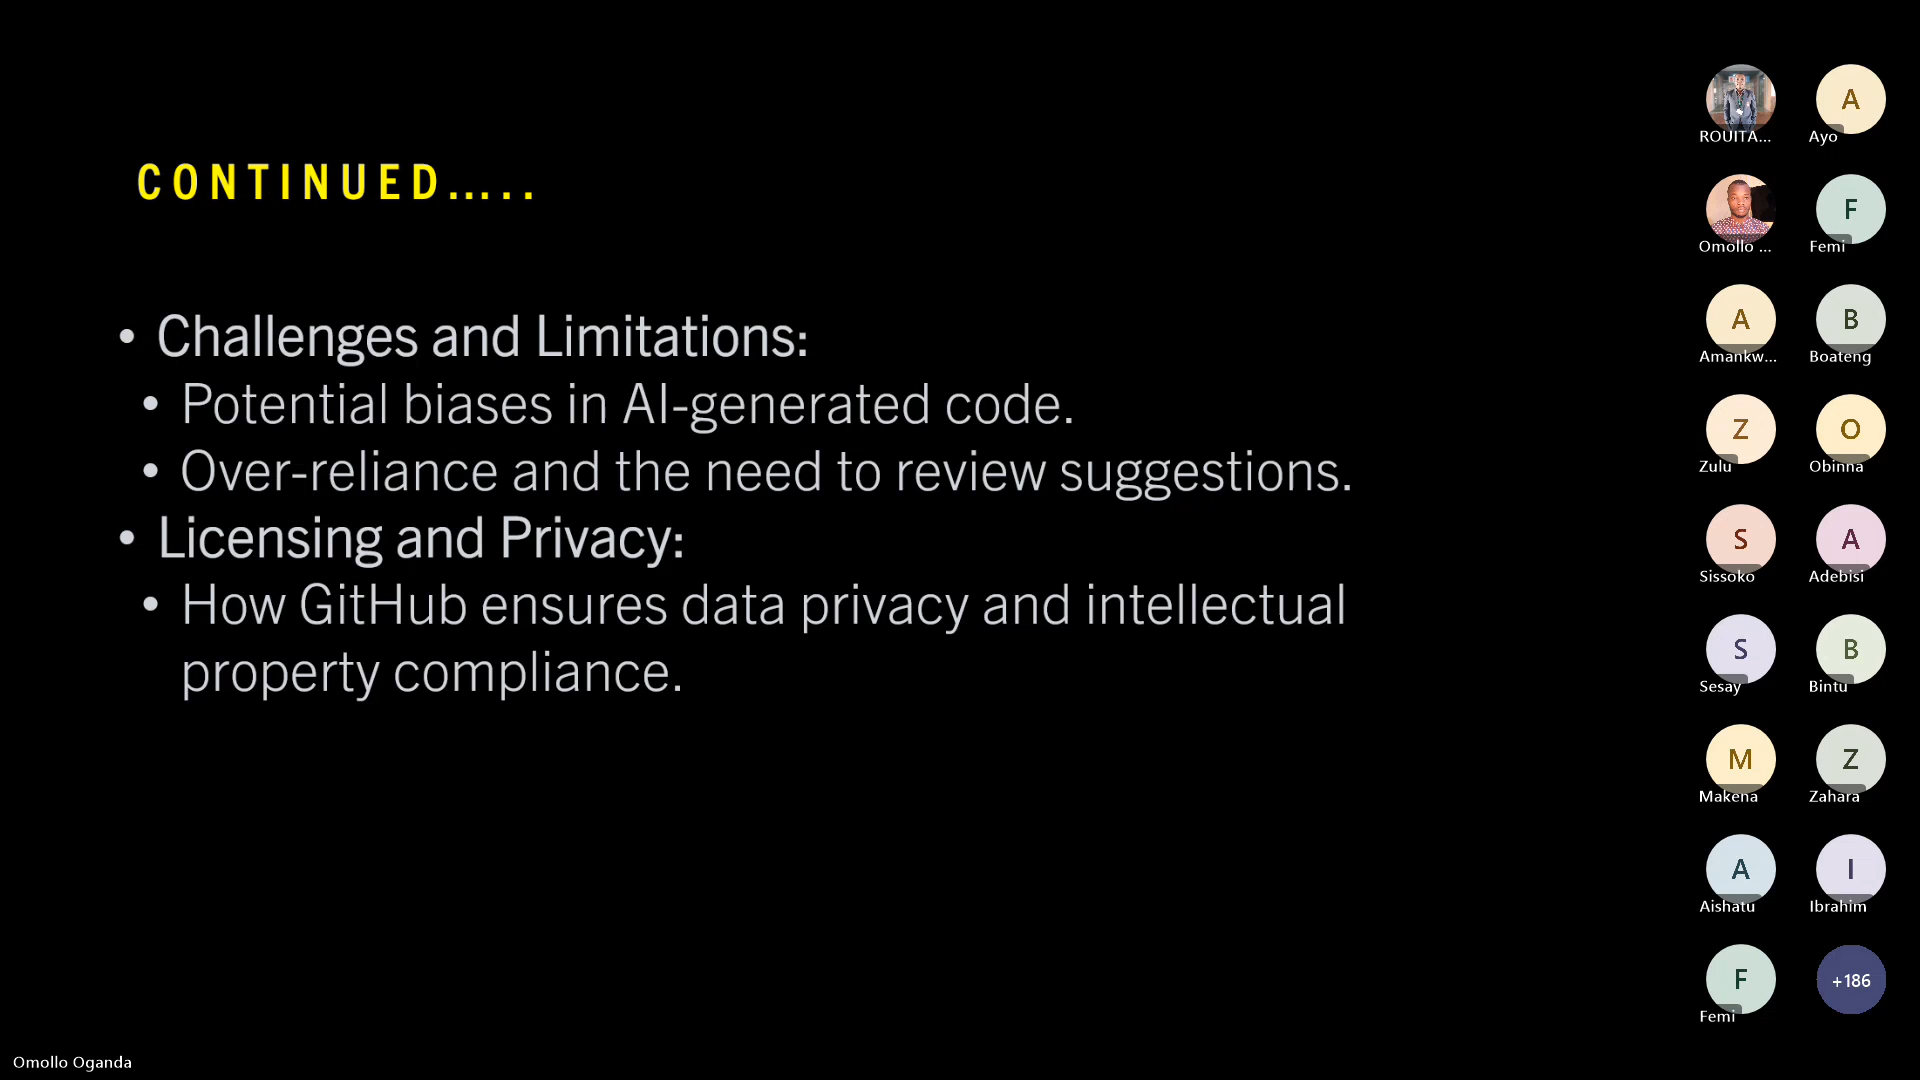 CONTINUED.....
• Challenges and Limitations:
• Potential biases in AI-generated code.
• Over-reliance and the need to review suggestions.
• Licensing and Privacy:
• How GitHub ensures data privacy and intellectual
property compliance.
ROUITA...
A
Ayo
Omollo ...
F
Femi
A
Amankw...
B
Boateng
Z
Zulu
O
Obinna
S
Sissoko
A
Adebisi
S
Sesay
B
Bintu
M
Makena
Z
Zahara
A
Aishatu
I
Ibrahim
F
Femi
+186
Omollo Oganda